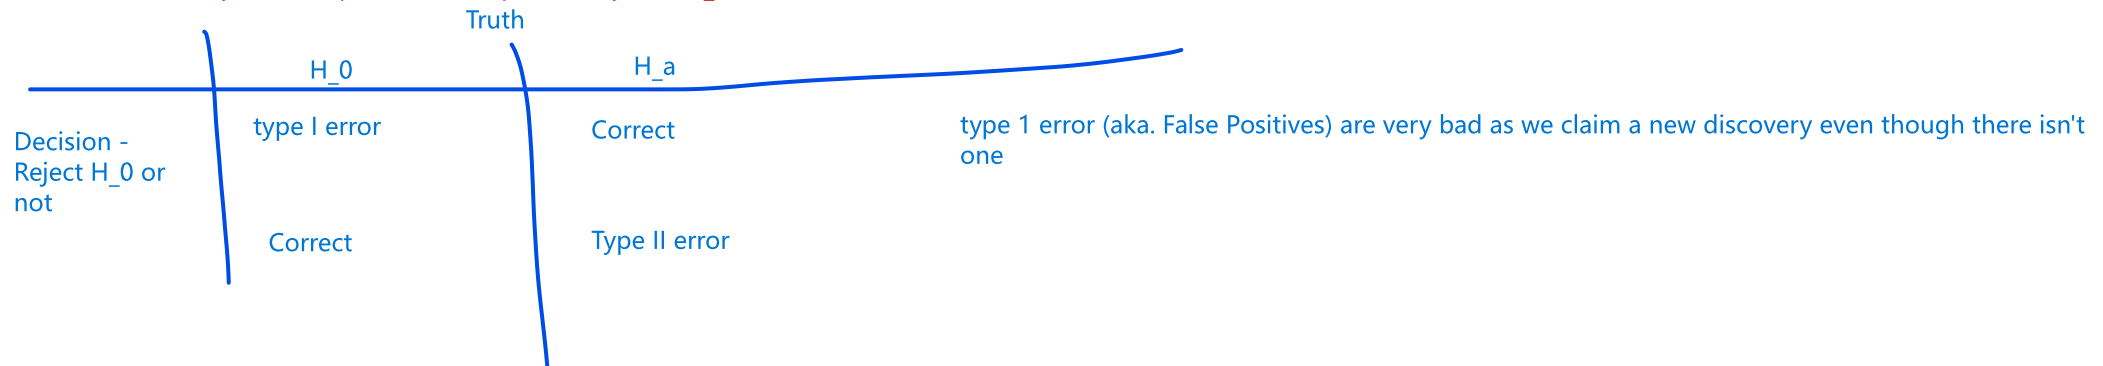 Truth
H_0
H_a
type I error
Correct
type 1 error (aka. False Positives) are very bad as we claim a new discovery even though there isn't
one
Decision -
Reject H_0 or
not
Correct
Type II error